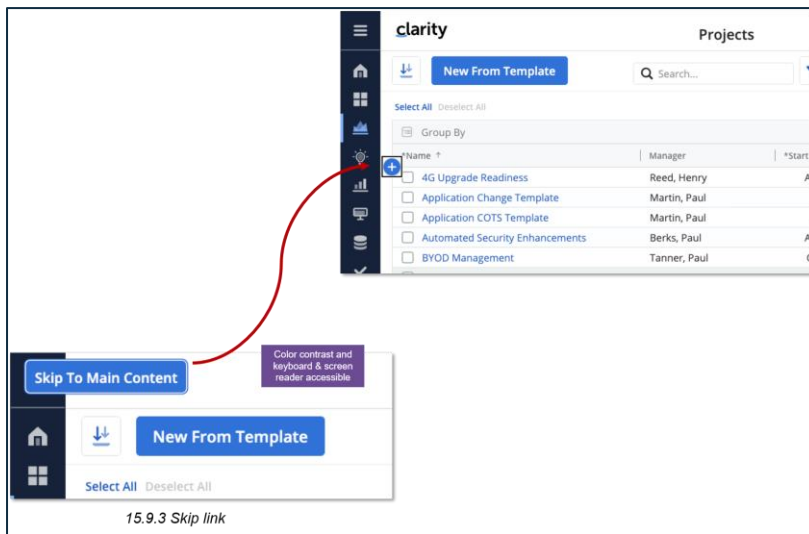 clarity
Projects
New From Template
Search...
Select All Deselect All
Group By
*Name ↑ Manager *Start
4G Upgrade Readiness Reed, Henry A
Application Change Template Martin, Paul
Application COTS Template Martin, Paul
Automated Security Enhancements Berks, Paul A
BYOD Management Tanner, Paul
Skip To Main Content
Color contrast and
keyboard & screen
reader accessible
New From Template
Select All Deselect All
15.9.3 Skip link